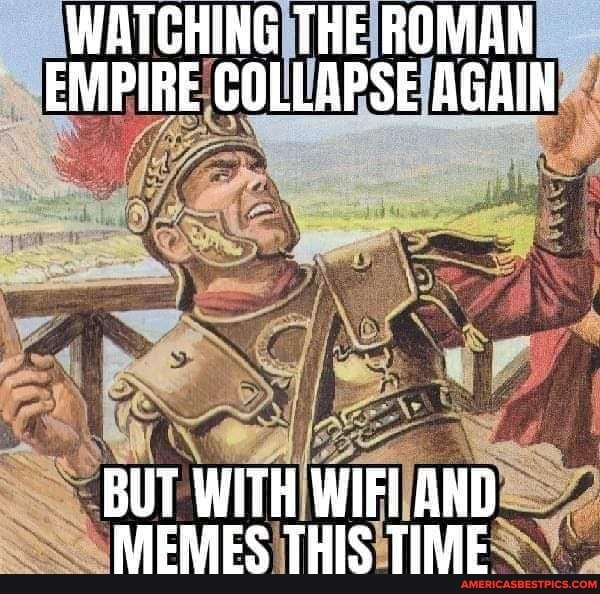 WATCHING THE ROMAN
EMPIRE COLLAPSE AGAIN
BUT WITH WIFI AND
MEMES THIS TIME
AMERICASBESTPICS.COM